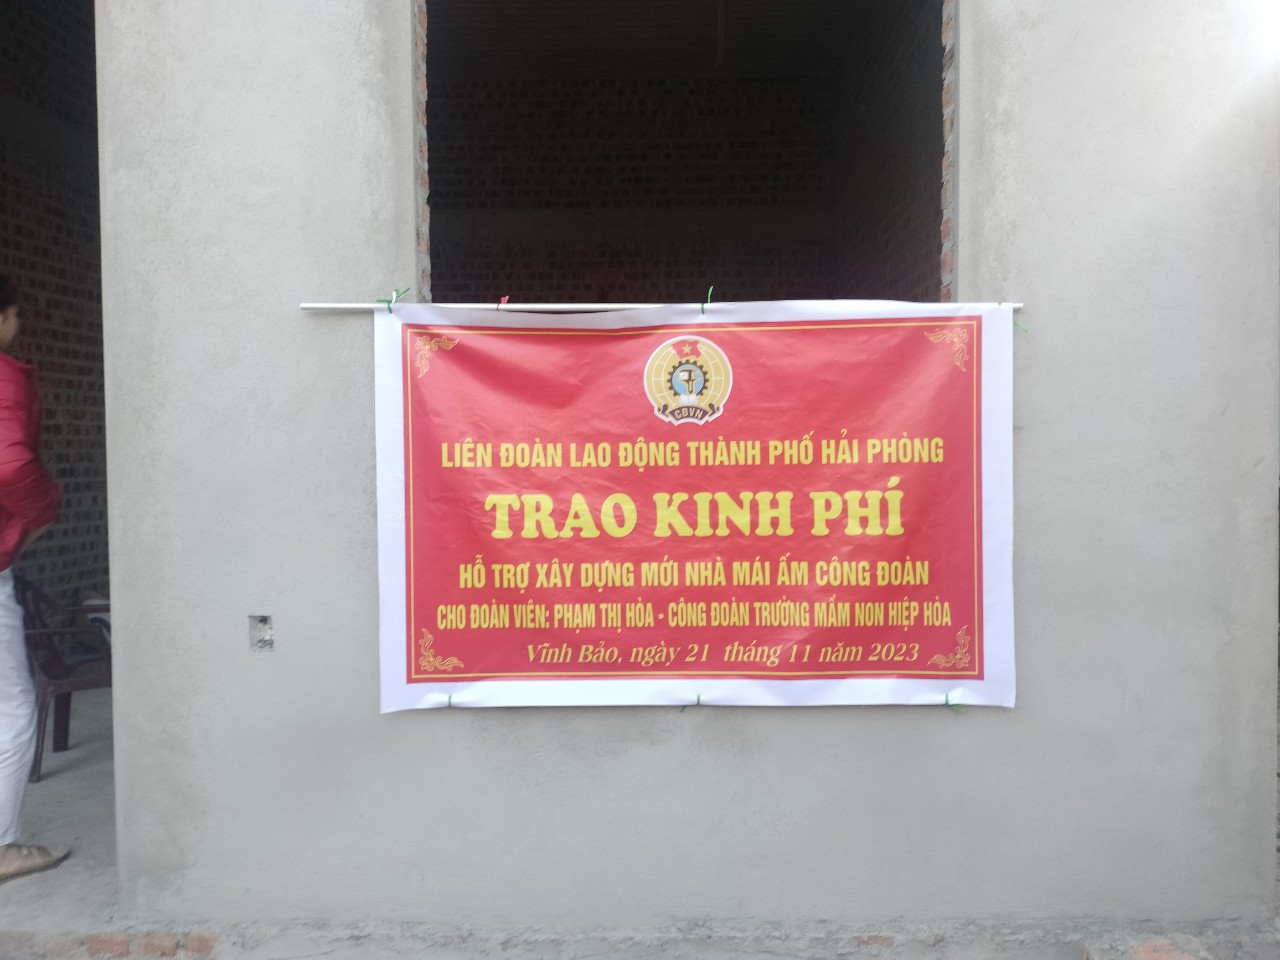 CĐVN
LIÊN ĐOÀN LAO ĐỘNG THÀNH PHỐ HẢI PHÒNG
TRAO KINH PHÍ
HỖ TRỢ XÂY DỰNG MỚI NHÀ MÁI ẤM CÔNG ĐOÀN
CHO ĐOÀN VIÊN: PHẠM THỊ HỎA - CÔNG ĐOÀN TRƯỜNG MẦM NON HIỆP HÒA
Vĩnh Bảo, ngày 21 tháng 11 năm 2023